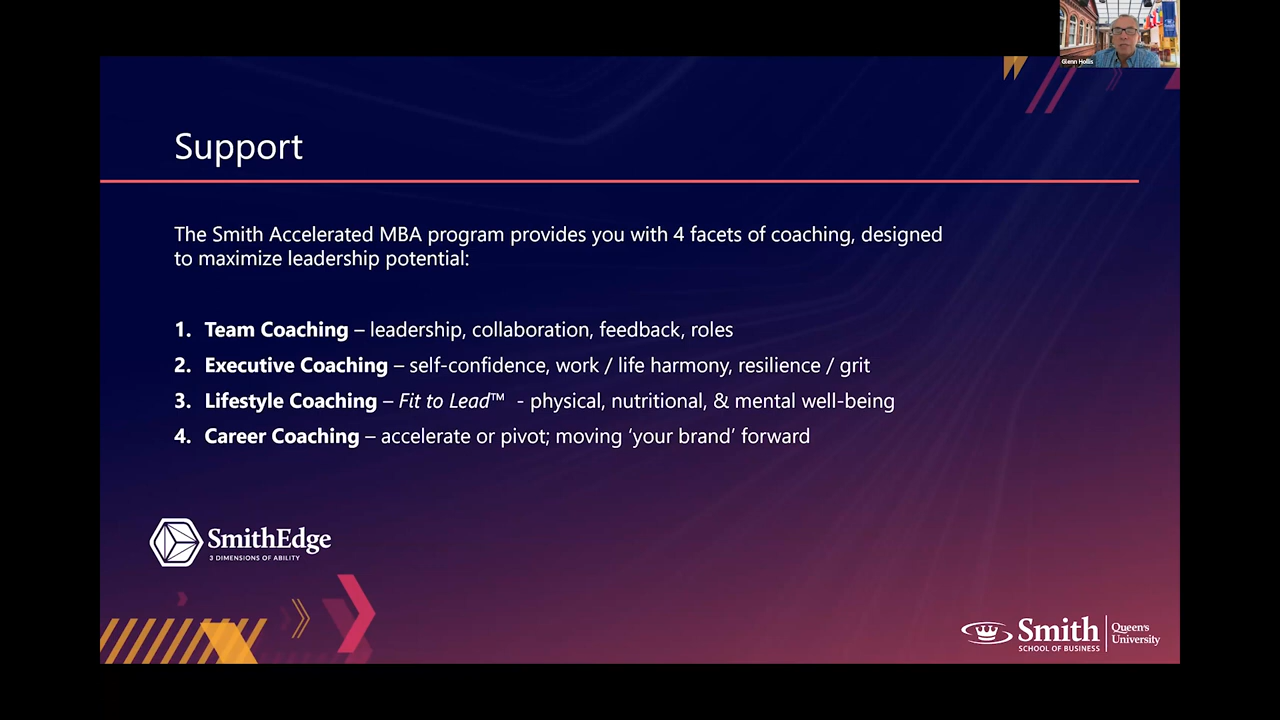 Glenn Hollis
Support
The Smith Accelerated MBA program provides you with 4 facets of coaching, designed
to maximize leadership potential:
1. Team Coaching – leadership, collaboration, feedback, roles
2. Executive Coaching – self-confidence, work / life harmony, resilience / grit
3. Lifestyle Coaching – Fit to Lead™ - physical, nutritional, & mental well-being
4. Career Coaching – accelerate or pivot; moving ‘your brand’ forward
SmithEdge
3 DIMENSIONS OF ABILITY
Smith
SCHOOL OF BUSINESS
Queen's
University